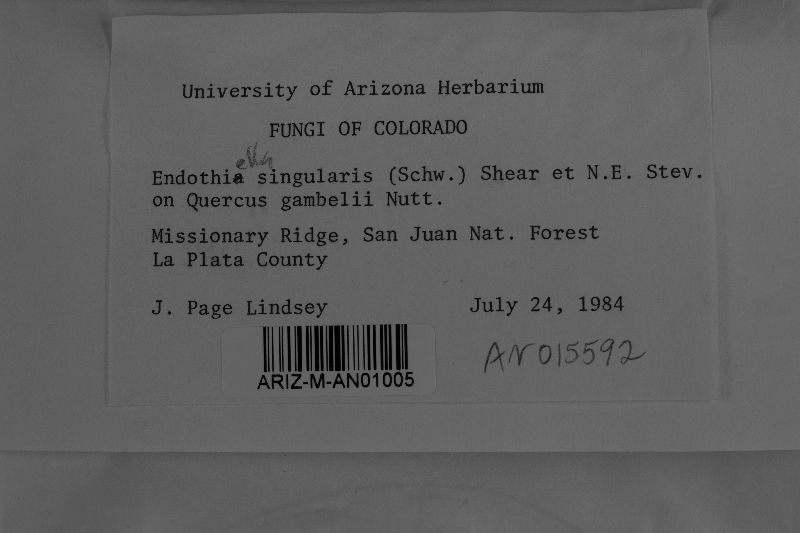 University of Arizona Herbarium
FUNGI OF COLORADO
ella
Endothia singularis (Schw.) Shear et N.E. Stev.
on Quercus gambelii Nutt.
Missionary Ridge, San Juan Nat. Forest
La Plata County
J. Page Lindsey July 24, 1984
ARIZ-M-AN01005
AN015592